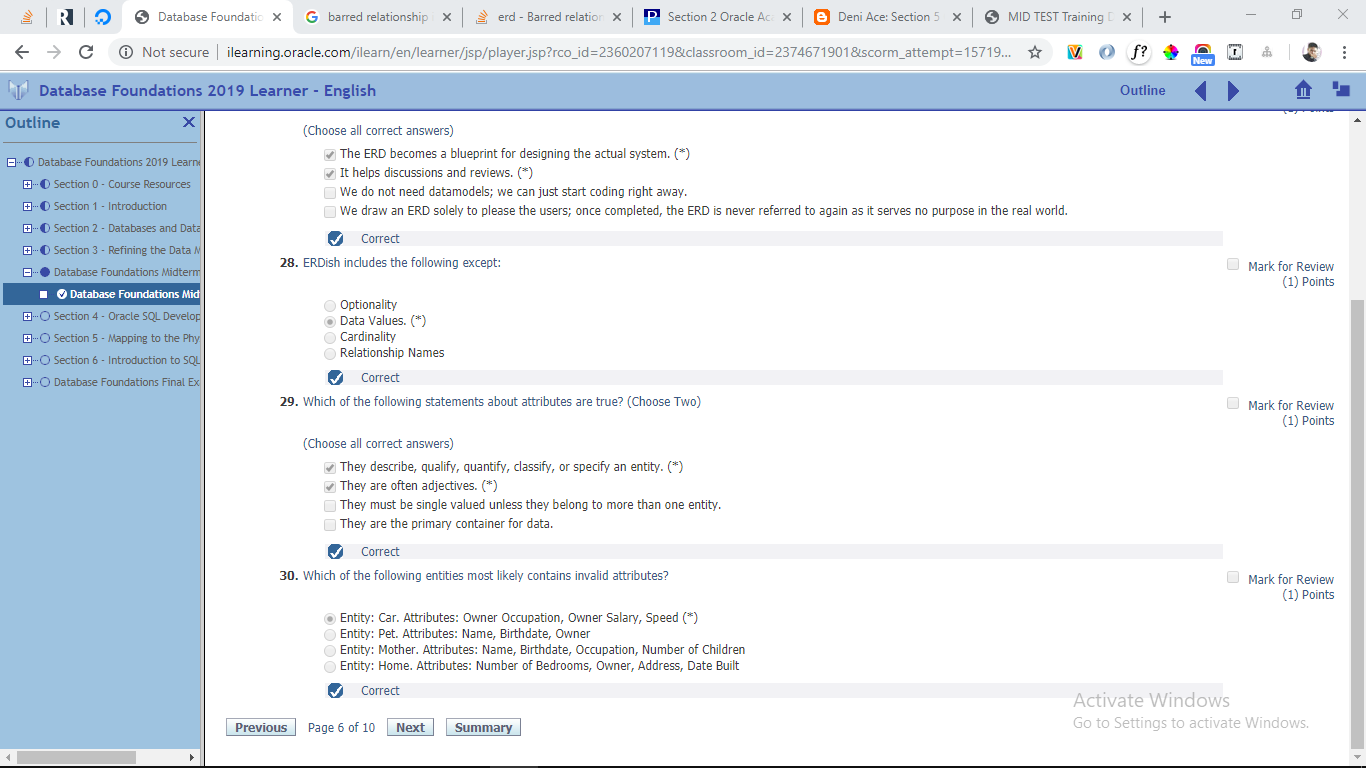 Database Foundatio
barred relationship
erd - Barred relation
Section 2 Oracle Aca
Deni Ace: Section 5
MID TEST Training D
Not secure
ilearning.oracle.com/ilearn/en/learner/jsp/player.jsp?rco_id=2360207119&classroom_id=2374671901&scorm_attempt=15719...
f?
New
Database Foundations 2019 Learner - English
Outline
Outline
Database Foundations 2019 Learne
Section 0 - Course Resources
Section 1 - Introduction
Section 2 - Databases and Data
Section 3 - Refining the Data M
Database Foundations Midterm
Database Foundations Mid
Section 4 - Oracle SQL Develop
Section 5 - Mapping to the Phy
Section 6 - Introduction to SQL
Database Foundations Final Ex
(Choose all correct answers)
The ERD becomes a blueprint for designing the actual system. (*)
It helps discussions and reviews. (*)
We do not need datamodels; we can just start coding right away.
We draw an ERD solely to please the users; once completed, the ERD is never referred to again as it serves no purpose in the real world.
Correct
28. ERDish includes the following except:
Mark for Review
(1) Points
Optionality
Data Values. (*)
Cardinality
Relationship Names
Correct
29. Which of the following statements about attributes are true? (Choose Two)
Mark for Review
(1) Points
(Choose all correct answers)
They describe, qualify, quantify, classify, or specify an entity. (*)
They are often adjectives. (*)
They must be single valued unless they belong to more than one entity.
They are the primary container for data.
Correct
30. Which of the following entities most likely contains invalid attributes?
Mark for Review
(1) Points
Entity: Car. Attributes: Owner Occupation, Owner Salary, Speed (*)
Entity: Pet. Attributes: Name, Birthdate, Owner
Entity: Mother. Attributes: Name, Birthdate, Occupation, Number of Children
Entity: Home. Attributes: Number of Bedrooms, Owner, Address, Date Built
Correct
Previous Page 6 of 10 Next Summary
Activate Windows
Go to Settings to activate Windows.